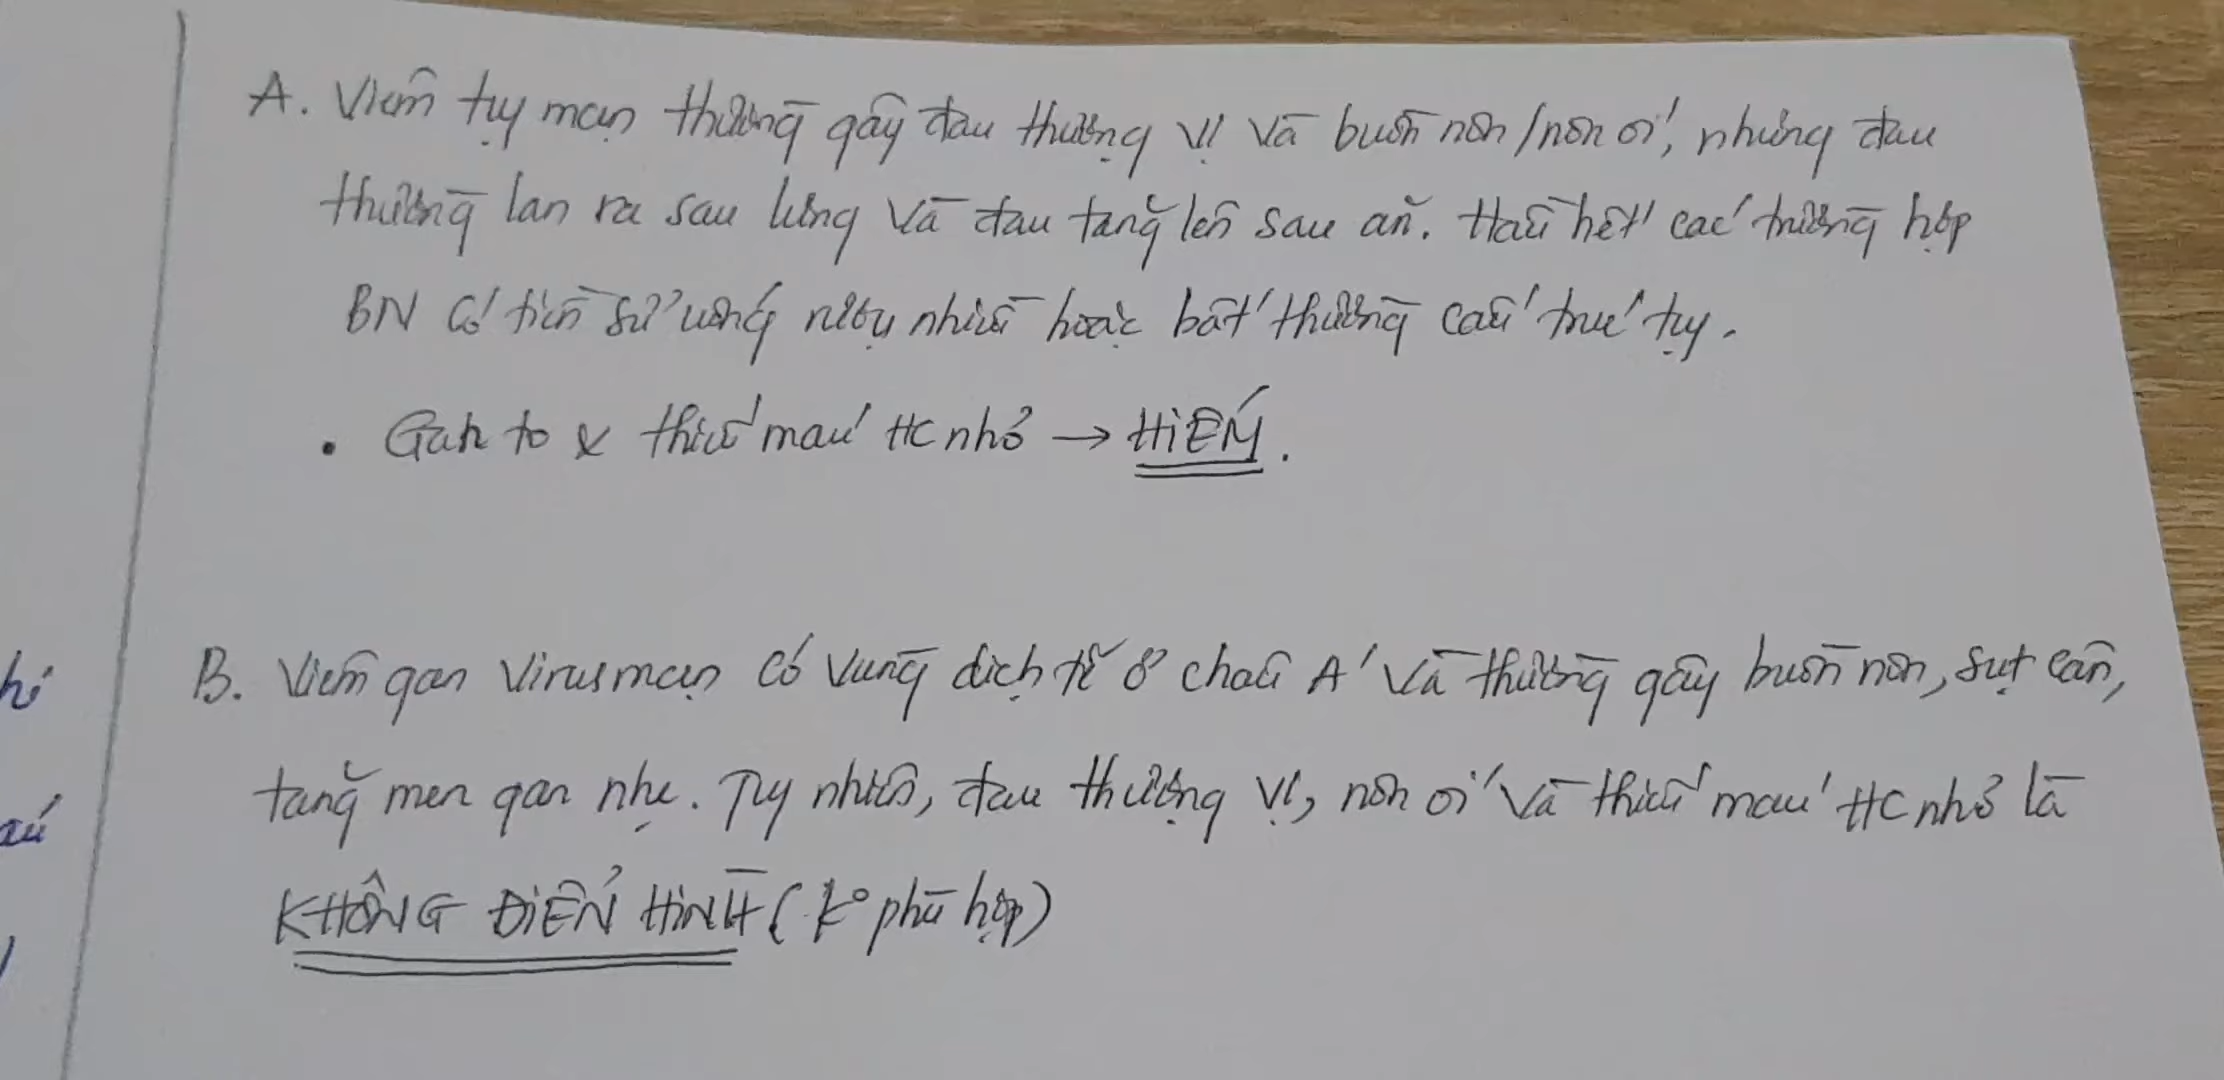 A. Viêm tụy mạn thường gây đau thượng vị và buồn nôn/nôn ói, nhưng đau
thường lan ra sau lưng và đau tăng lên sau ăn. Hầu hết các trường hợp
BN có tiền sử uống rượu nhiều hoặc bất thường cấu trúc tụy.
• Gan to & thiếu máu HC nhỏ → HIẾM.
B. Viêm gan virus mạn có vùng dịch tễ ở châu Á và thường gây buồn nôn, sụt cân,
tăng men gan nhẹ. Tuy nhiên, đau thượng vị, nôn ói và thiếu máu HC nhỏ là
KHÔNG ĐIỂN HÌNH (k° phù hợp)